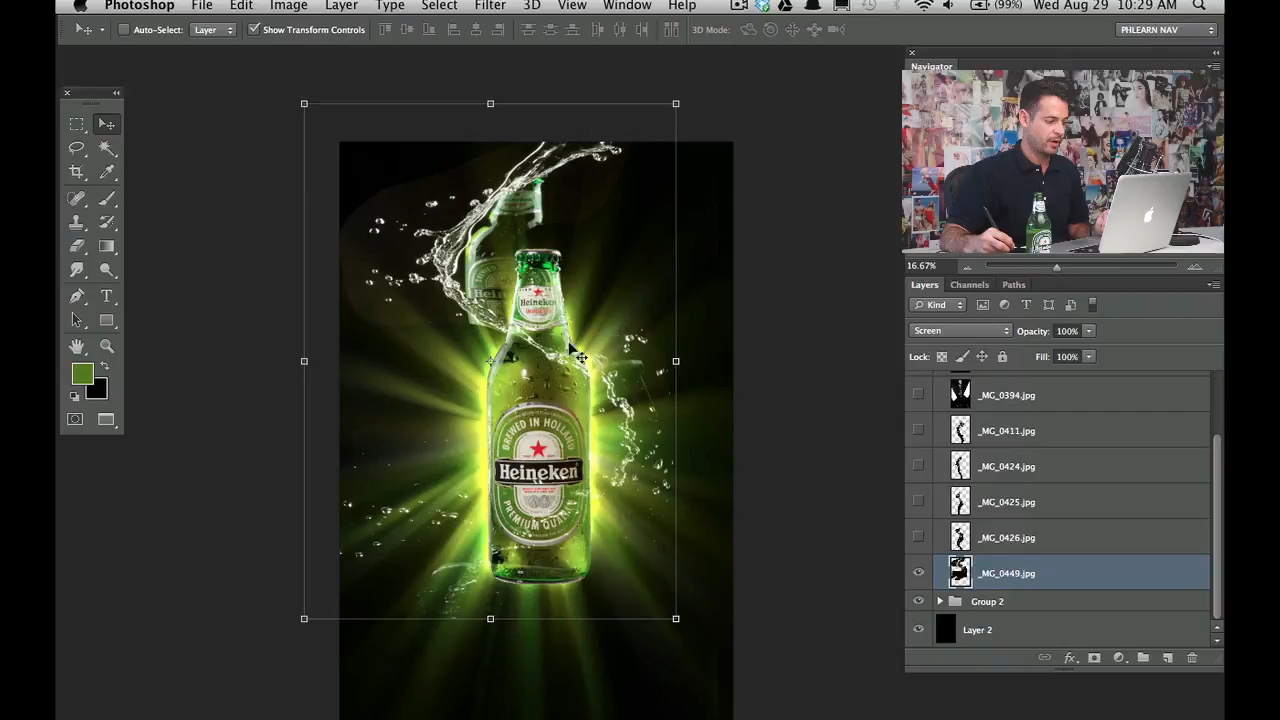 Photoshop File Edit Image Layer Type Select Filter 3D View Window Help (99%) Wed Aug 29 10:29 AM
Auto-Select: Layer Show Transform Controls 3D Mode: PHLEARN NAV
Navigator
16.67%
Layers Channels Paths
Kind
Screen Opacity: 100%
Lock: Fill: 100%
_MG_0394.jpg
_MG_0411.jpg
_MG_0424.jpg
_MG_0425.jpg
_MG_0426.jpg
_MG_0449.jpg
Group 2
Layer 2
fx
Heineken
BREWED IN HOLLAND
Heineken
PREMIUM QUALITY